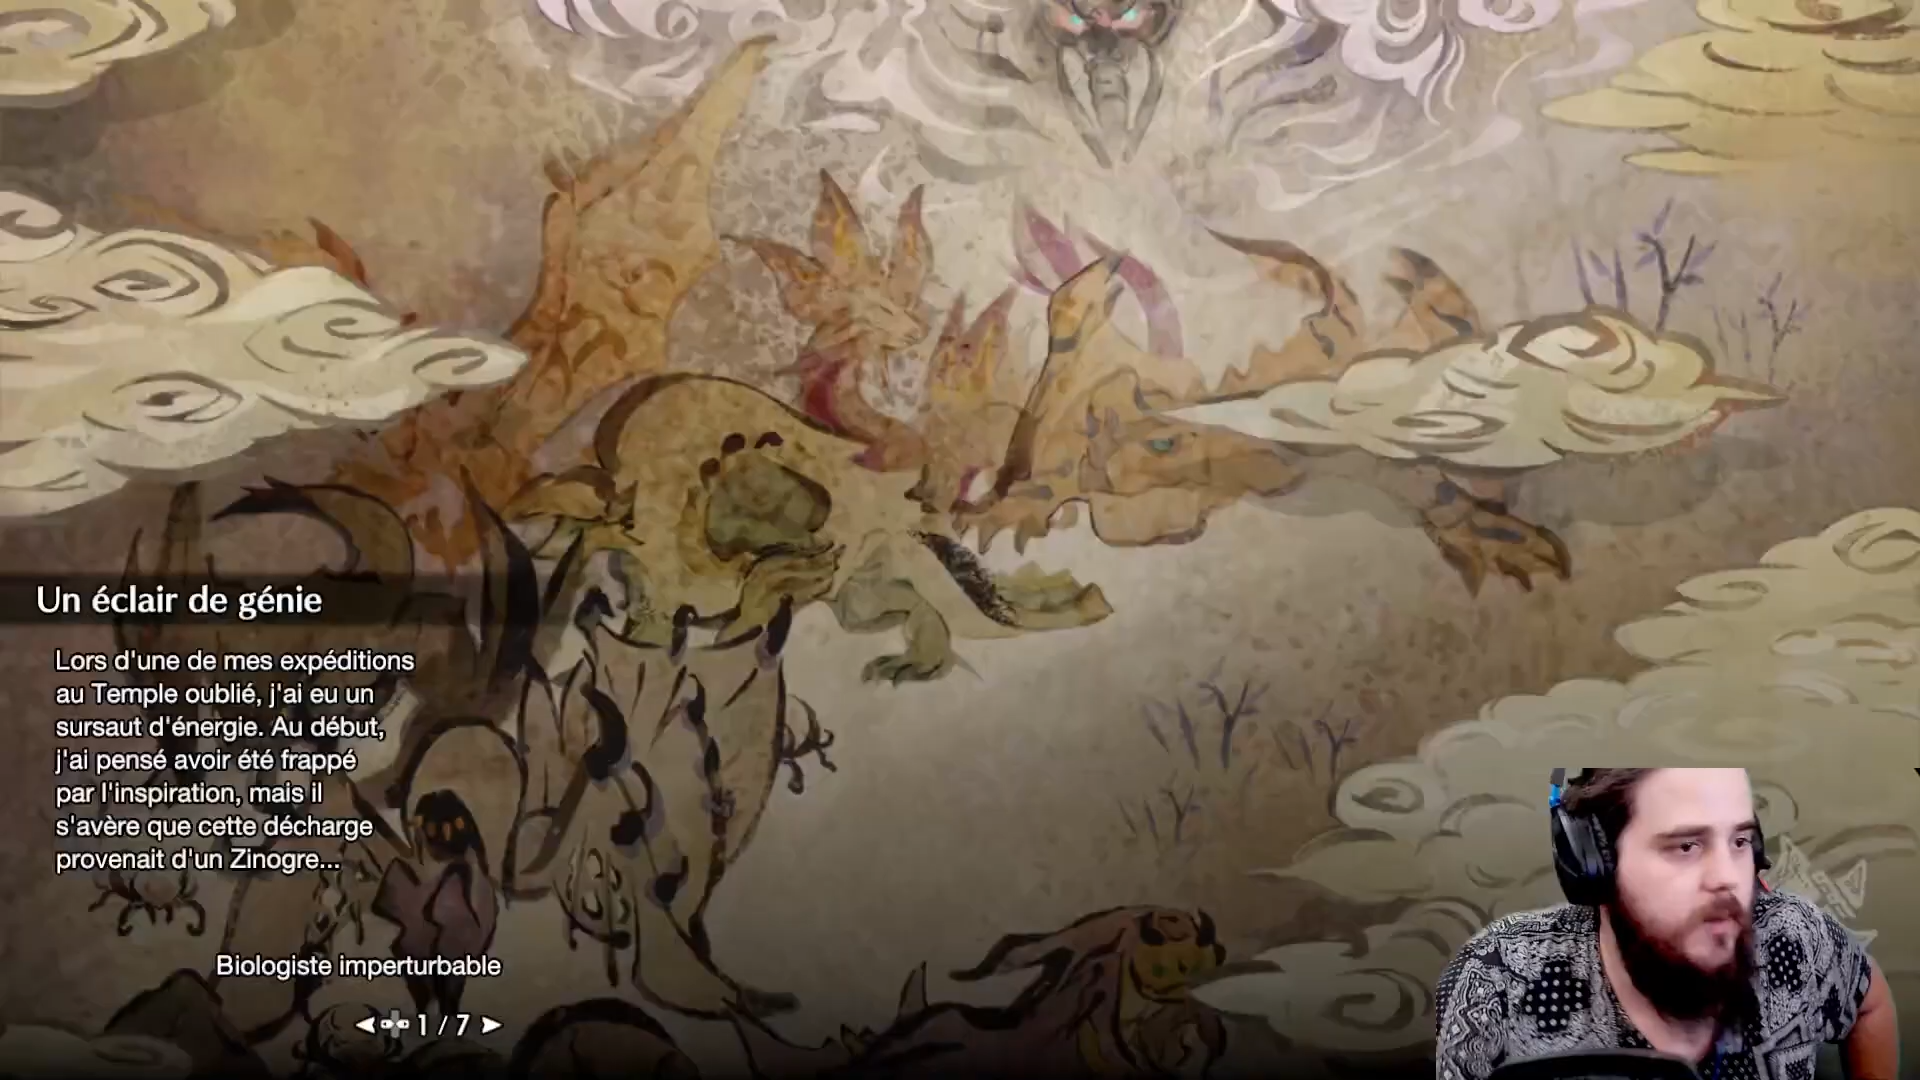 Un éclair de génie
Lors d'une de mes expéditions
au Temple oublié, j'ai eu un
sursaut d'énergie. Au début,
j'ai pensé avoir été frappé
par l'inspiration, mais il
s'avère que cette décharge
provenait d'un Zinogre...
Biologiste imperturbable
1 / 7